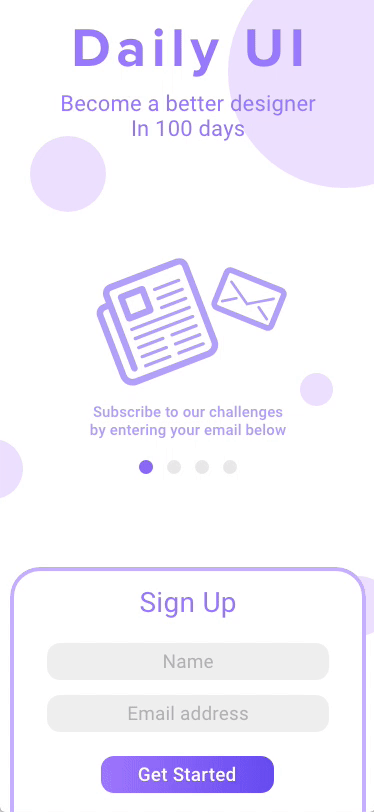 Daily UI
Become a better designer
In 100 days
Subscribe to our challenges
by entering your email below
Sign Up
Name
Email address
Get Started